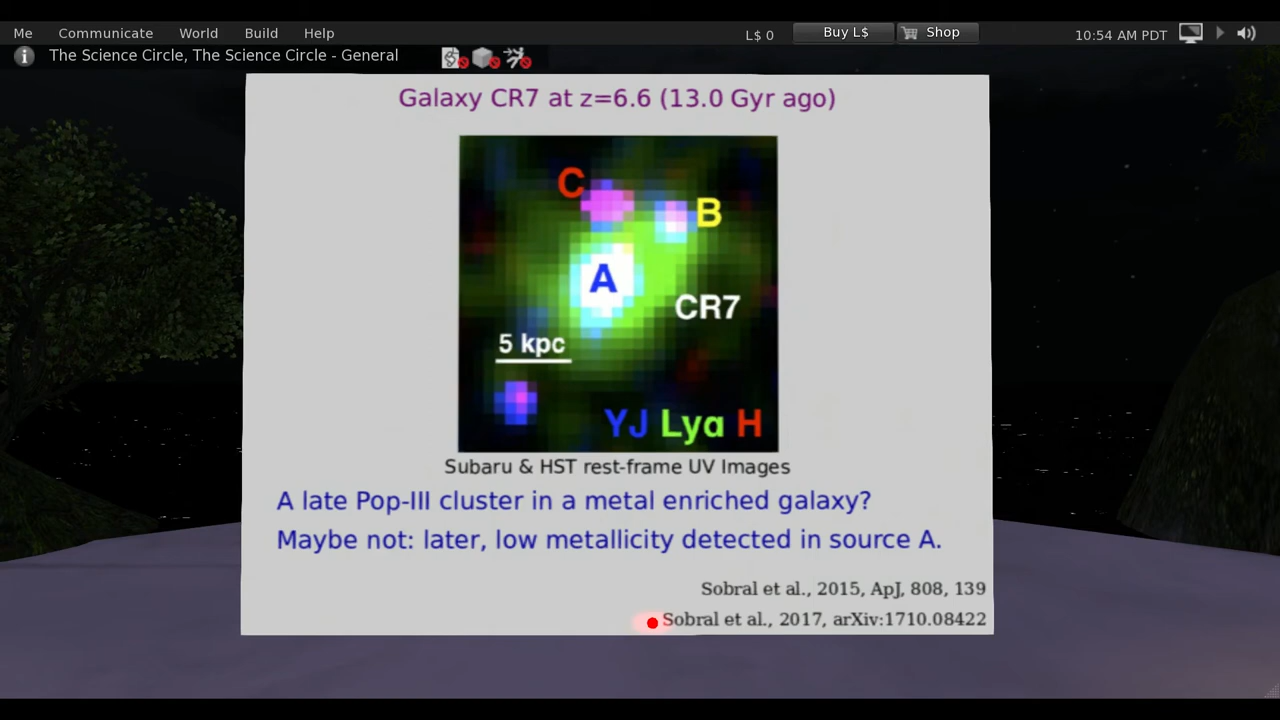 Me Communicate World Build Help L$ 0 Buy L$ Shop 10:54 AM PDT
The Science Circle, The Science Circle - General
Galaxy CR7 at z=6.6 (13.0 Gyr ago)
C
B
A
CR7
5 kpc
YJ Lyα H
Subaru & HST rest-frame UV Images
A late Pop-III cluster in a metal enriched galaxy?
Maybe not: later, low metallicity detected in source A.
Sobral et al., 2015, ApJ, 808, 139
Sobral et al., 2017, arXiv:1710.08422